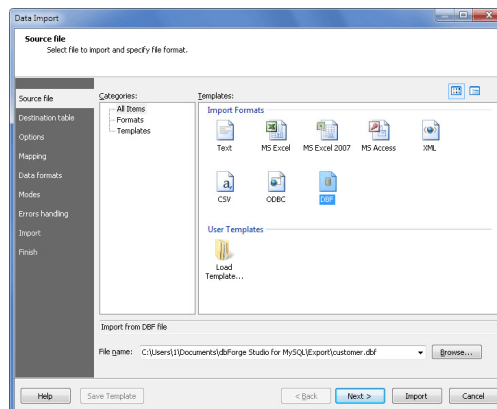 Data Import
Source file
Select file to import and specify file format.
Source file
Destination table
Options
Mapping
Data formats
Modes
Errors handling
Import
Finish
Categories:
All Items
Formats
Templates
Templates:
Import Formats
Text
MS Excel
MS Excel 2007
MS Access
XML
CSV
ODBC
DBF
User Templates
Load
Template...
Import from DBF file
File name:
C:\Users\1\Documents\dbForge Studio for MySQL\Export\customer.dbf
Browse...
Help
Save Template
< Back
Next >
Import
Cancel